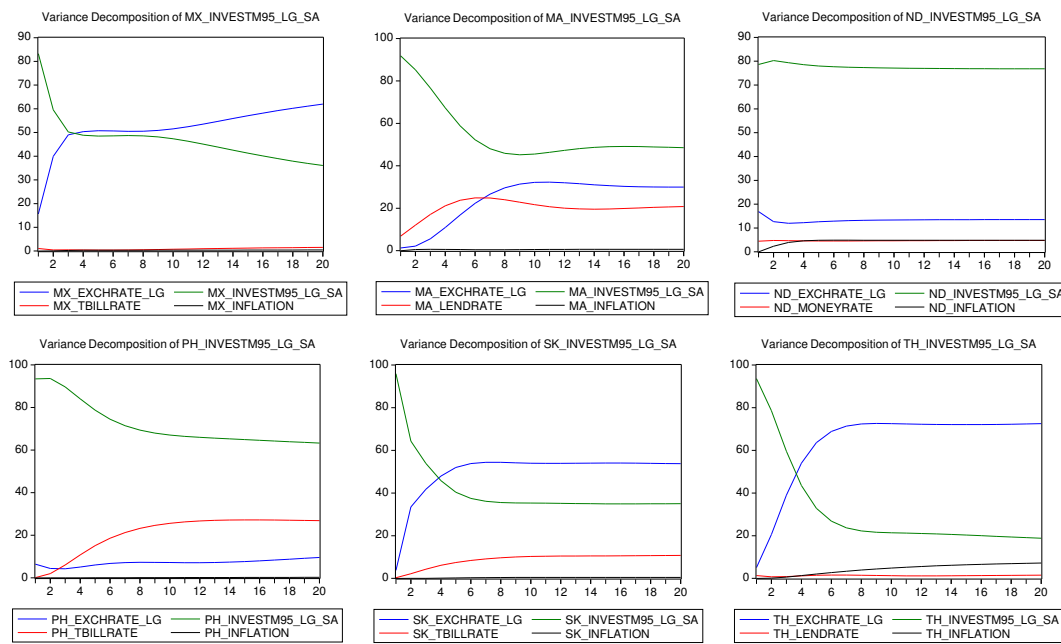 Variance Decomposition of MX_INVESTM95_LG_SA
90
80
70
60
50
40
30
20
10
0
2 4 6 8 10 12 14 16 18 20
MX_EXCHRATE_LG MX_INVESTM95_LG_SA
MX_TBILLRATE MX_INFLATION
Variance Decomposition of MA_INVESTM95_LG_SA
100
80
60
40
20
0
2 4 6 8 10 12 14 16 18 20
MA_EXCHRATE_LG MA_INVESTM95_LG_SA
MA_LENDRATE MA_INFLATION
Variance Decomposition of ND_INVESTM95_LG_SA
90
80
70
60
50
40
30
20
10
0
2 4 6 8 10 12 14 16 18 20
ND_EXCHRATE_LG ND_INVESTM95_LG_SA
ND_MONEYRATE ND_INFLATION
Variance Decomposition of PH_INVESTM95_LG_SA
100
80
60
40
20
0
2 4 6 8 10 12 14 16 18 20
PH_EXCHRATE_LG PH_INVESTM95_LG_SA
PH_TBILLRATE PH_INFLATION
Variance Decomposition of SK_INVESTM95_LG_SA
100
80
60
40
20
0
2 4 6 8 10 12 14 16 18 20
SK_EXCHRATE_LG SK_INVESTM95_LG_SA
SK_TBILLRATE SK_INFLATION
Variance Decomposition of TH_INVESTM95_LG_SA
100
80
60
40
20
0
2 4 6 8 10 12 14 16 18 20
TH_EXCHRATE_LG TH_INVESTM95_LG_SA
TH_LENDRATE TH_INFLATION